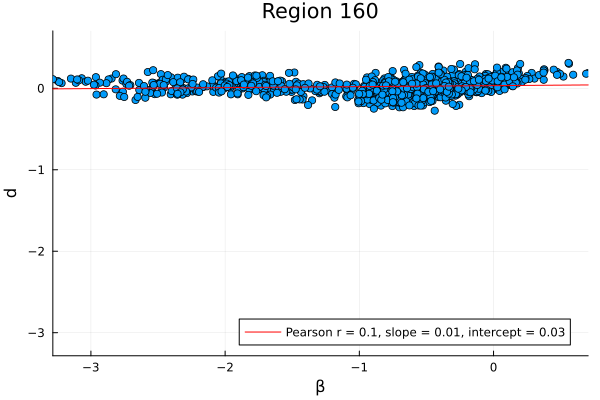 Region 160
d
0
−1
−2
−3
Pearson r = 0.1, slope = 0.01, intercept = 0.03
−3
−2
−1
0
β